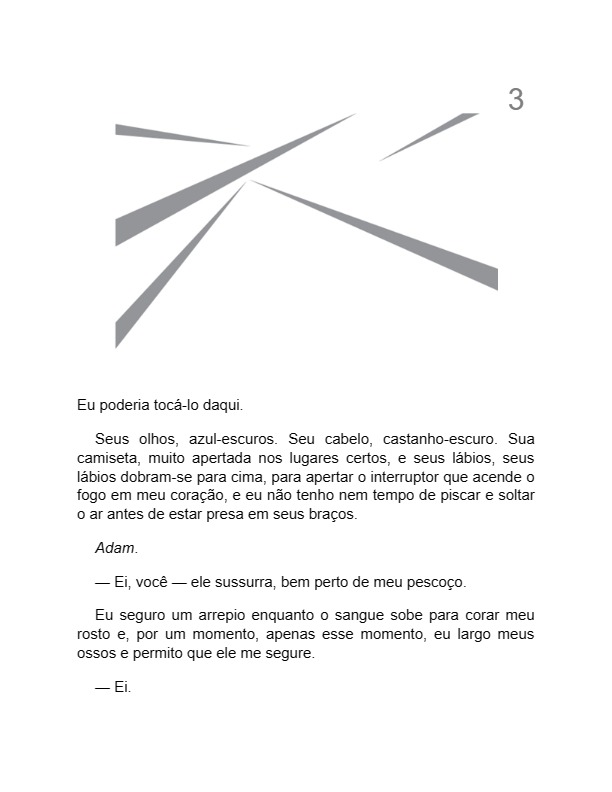 3
Eu poderia tocá-lo daqui.
Seus olhos, azul-escuros. Seu cabelo, castanho-escuro. Sua
camiseta, muito apertada nos lugares certos, e seus lábios, seus
lábios dobram-se para cima, para apertar o interruptor que acende o
fogo em meu coração, e eu não tenho nem tempo de piscar e soltar
o ar antes de estar presa em seus braços.
Adam.
— Ei, você — ele sussurra, bem perto de meu pescoço.
Eu seguro um arrepio enquanto o sangue sobe para corar meu
rosto e, por um momento, apenas esse momento, eu largo meus
ossos e permito que ele me segure.
— Ei.